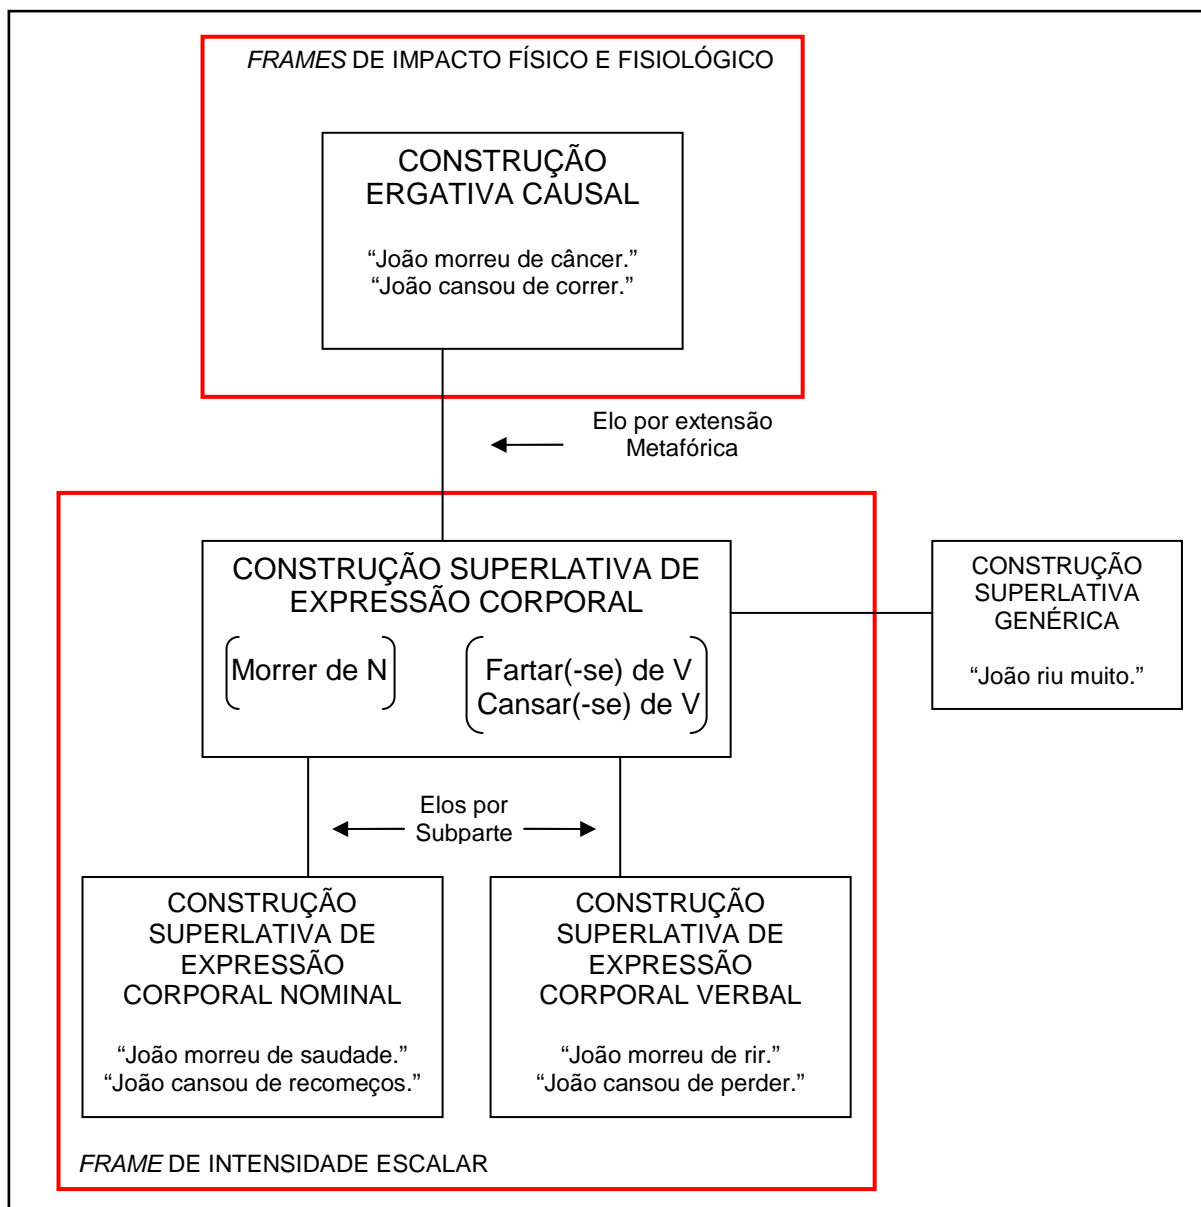 FRAMES DE IMPACTO FÍSICO E FISIOLÓGICO
CONSTRUÇÃO
ERGATIVA CAUSAL
“João morreu de câncer.”
“João cansou de correr.”
Elo por extensão
Metafórica
CONSTRUÇÃO SUPERLATIVA DE
EXPRESSÃO CORPORAL
Morrer de N
Fartar(-se) de V
Cansar(-se) de V
CONSTRUÇÃO
SUPERLATIVA
GENÉRICA
“João riu muito.”
Elos por
Subparte
CONSTRUÇÃO
SUPERLATIVA DE
EXPRESSÃO
CORPORAL NOMINAL
“João morreu de saudade.”
“João cansou de recomeços.”
CONSTRUÇÃO
SUPERLATIVA DE
EXPRESSÃO
CORPORAL VERBAL
“João morreu de rir.”
“João cansou de perder.”
FRAME DE INTENSIDADE ESCALAR